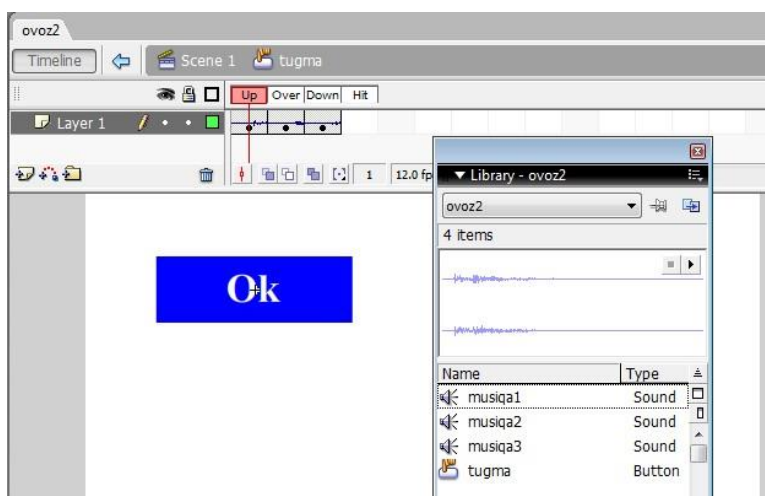 ovoz2
Timeline Scene 1 tugma
Up Over Down Hit
Layer 1
1 12.0 fp
Library - ovoz2
ovoz2
4 items
Ok
Name Type
musiqa1 Sound
musiqa2 Sound
musiqa3 Sound
tugma Button